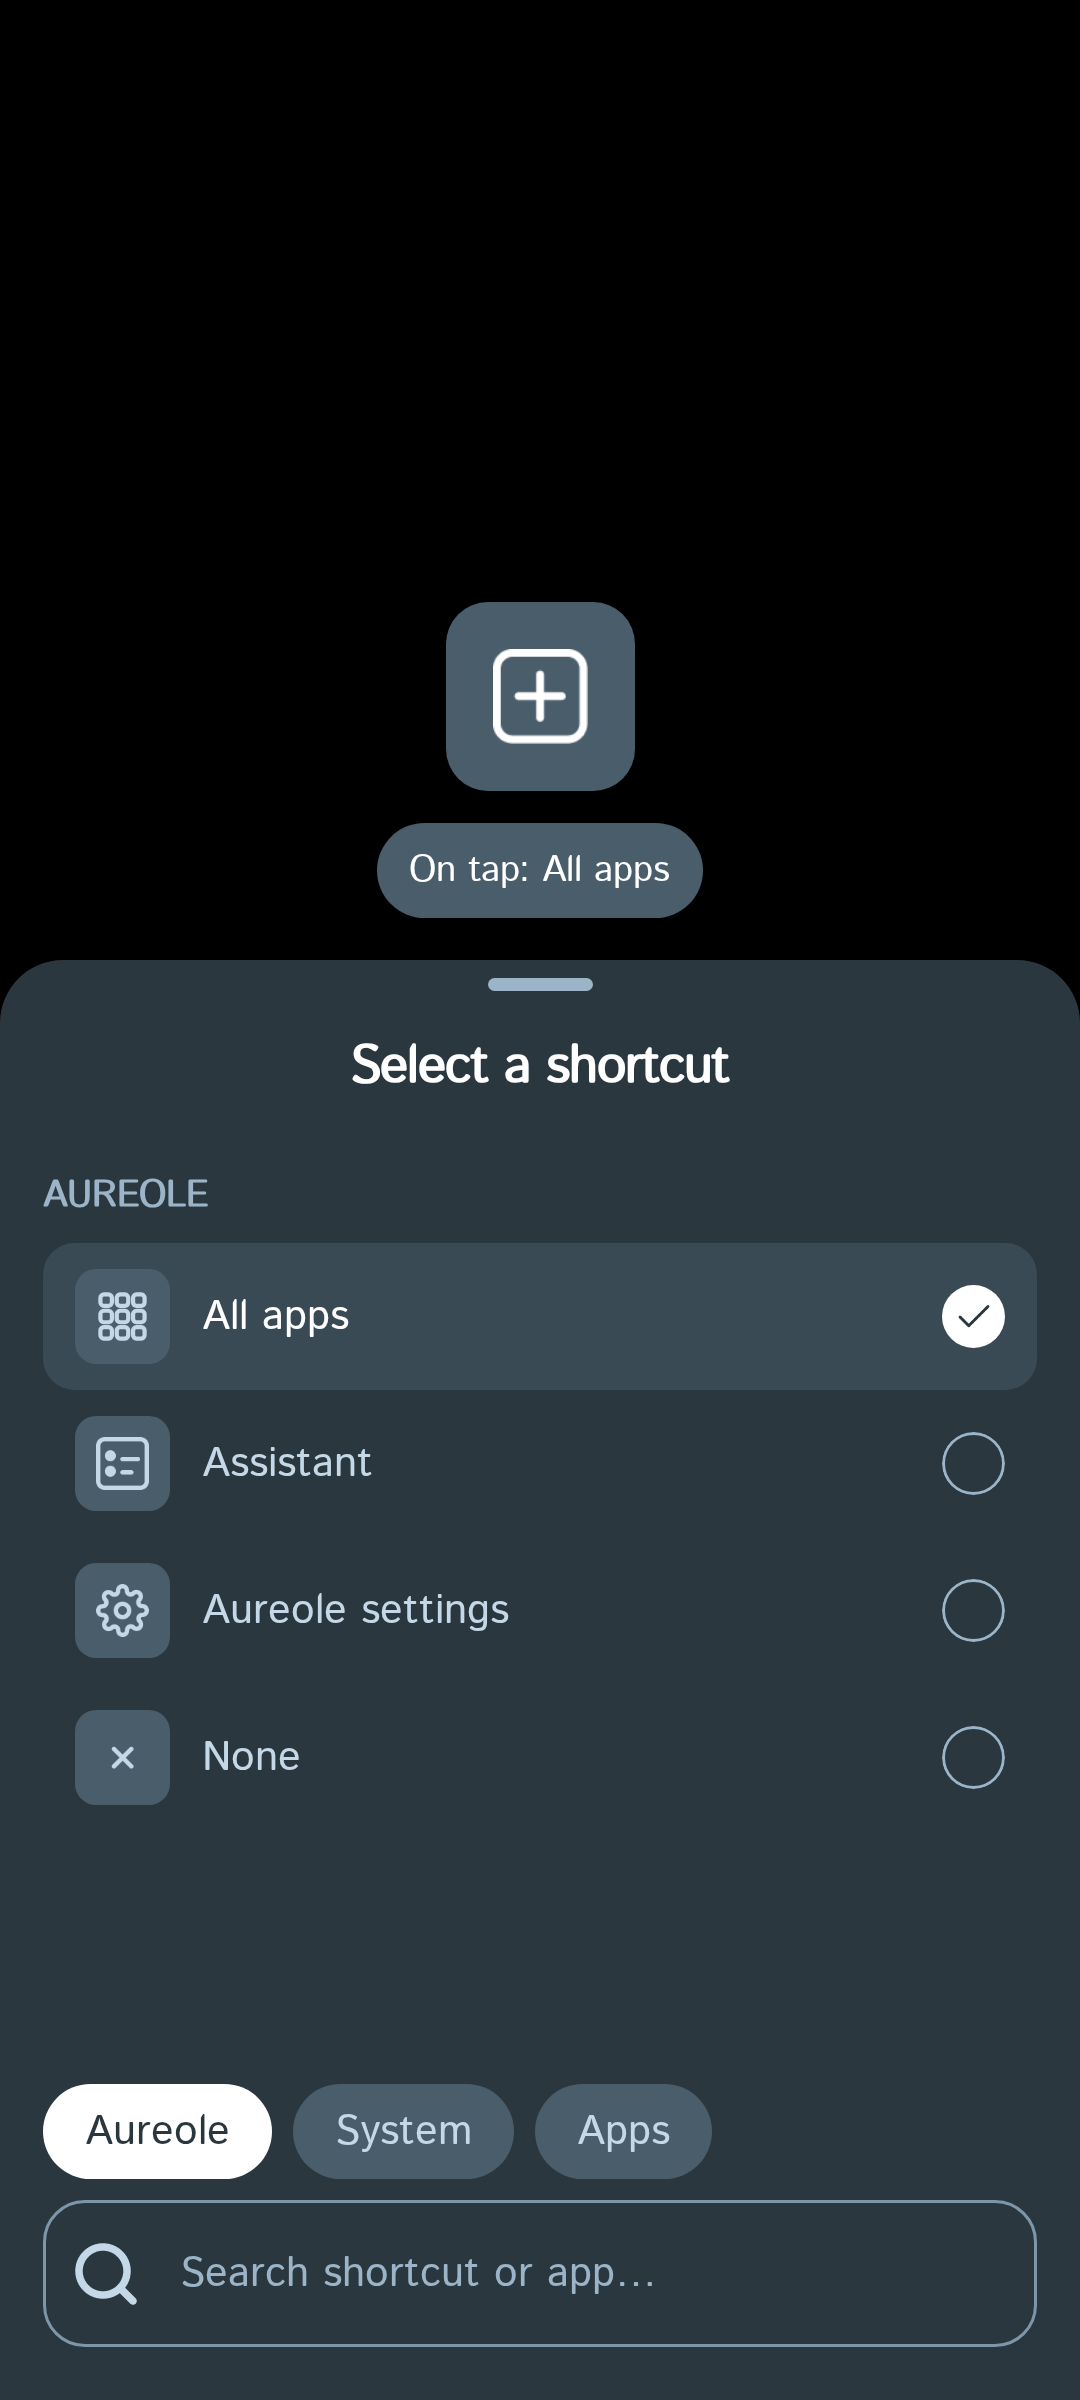 On tap: All apps
Select a shortcut
AUREOLE
All apps
Assistant
Aureole settings
None
Aureole
System
Apps
Search shortcut or app...